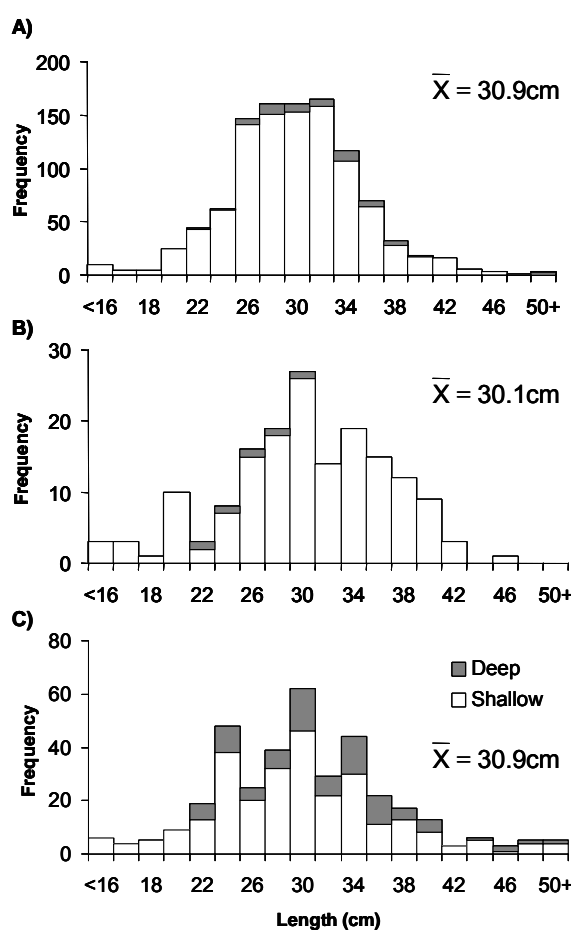 A)
200
X̄ = 30.9cm
150
Frequency
100
50
0
<16 18 22 26 30 34 38 42 46 50+
B)
30
X̄ = 30.1cm
20
Frequency
10
0
<16 18 22 26 30 34 38 42 46 50+
C)
80
Deep
Shallow
60
X̄ = 30.9cm
Frequency
40
20
0
<16 18 22 26 30 34 38 42 46 50+
Length (cm)